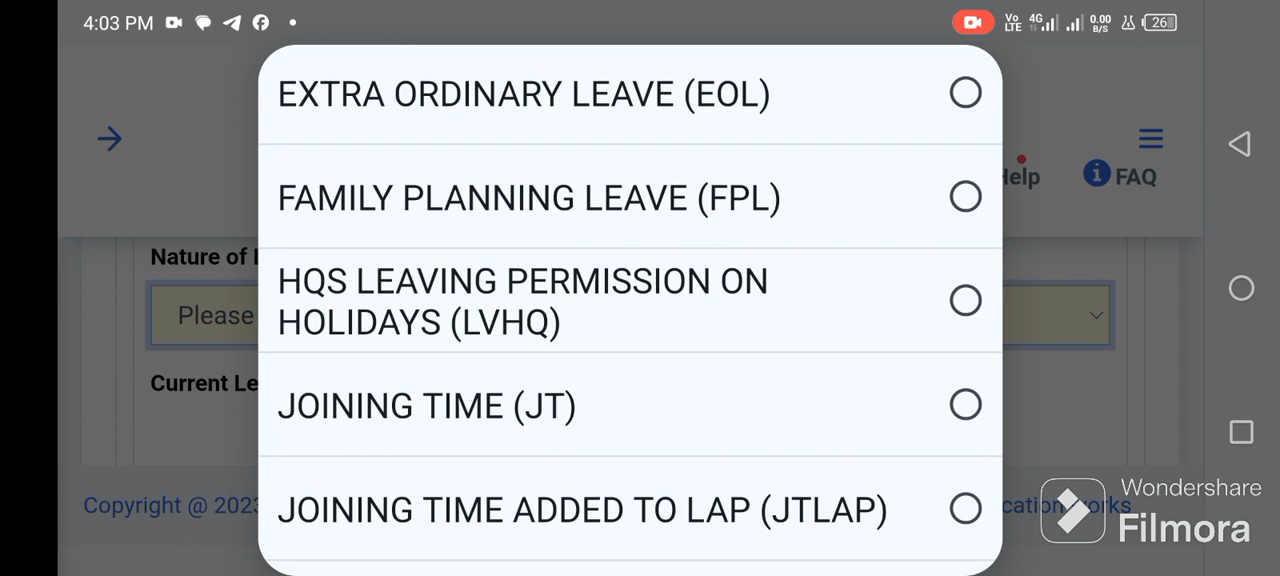 4:03 PM
Vo
LTE
4G
0.00
B/S
26
EXTRA ORDINARY LEAVE (EOL)
FAMILY PLANNING LEAVE (FPL)
Help
FAQ
Nature of
HQS LEAVING PERMISSION ON
HOLIDAYS (LVHQ)
Please
Current Le
JOINING TIME (JT)
JOINING TIME ADDED TO LAP (JTLAP)
Copyright @ 2023
Wondershare
Filmora